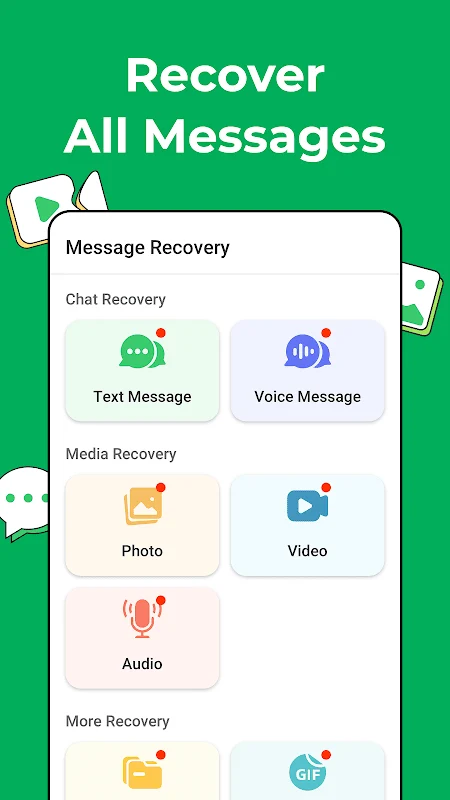 Recover
All Messages
Message Recovery
Chat Recovery
Text Message
Voice Message
Media Recovery
Photo
Video
Audio
More Recovery
GIF